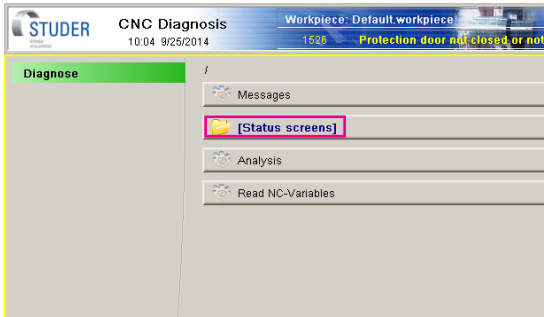 STUDER
CNC Diagnosis
10:04 9/25/2014
Workpiece: Default.workpiece
1526 Protection door not closed or not
Diagnose
/
Messages
[Status screens]
Analysis
Read NC-Variables